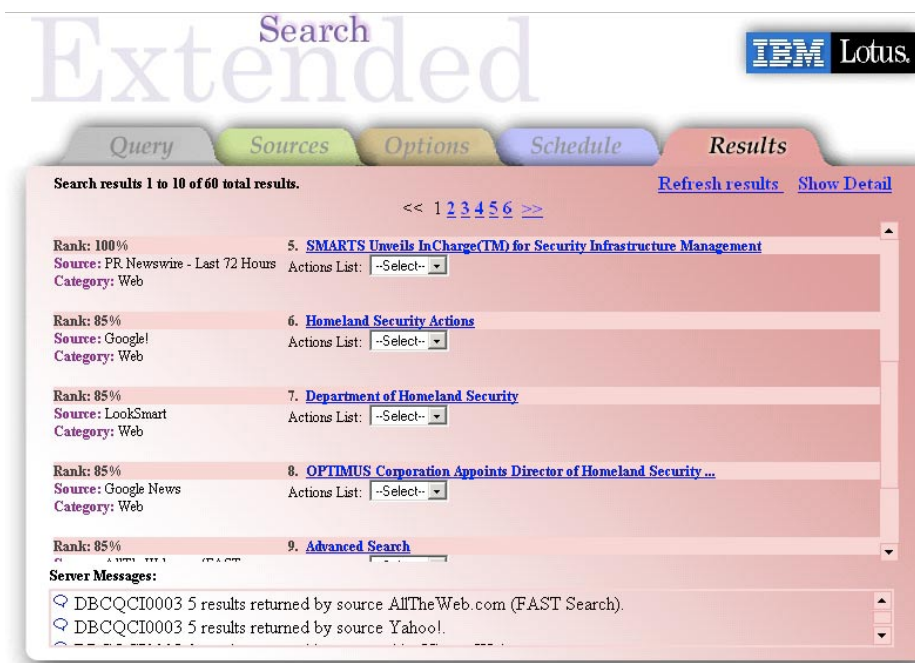 Extended
Search
IBM Lotus.
Query Sources Options Schedule Results
Search results 1 to 10 of 60 total results. Refresh results Show Detail
<< 1 2 3 4 5 6 >>
Rank: 100% 5. SMARTS Unveils InCharge(TM) for Security Infrastructure Management
Source: PR Newswire - Last 72 Hours Actions List: --Select--
Category: Web
Rank: 85% 6. Homeland Security Actions
Source: Google! Actions List: --Select--
Category: Web
Rank: 85% 7. Department of Homeland Security
Source: LookSmart Actions List: --Select--
Category: Web
Rank: 85% 8. OPTIMUS Corporation Appoints Director of Homeland Security ...
Source: Google News Actions List: --Select--
Category: Web
Rank: 85% 9. Advanced Search
Server Messages:
DBCQCI0003 5 results returned by source AllTheWeb.com (FAST Search).
DBCQCI0003 5 results returned by source Yahoo!.